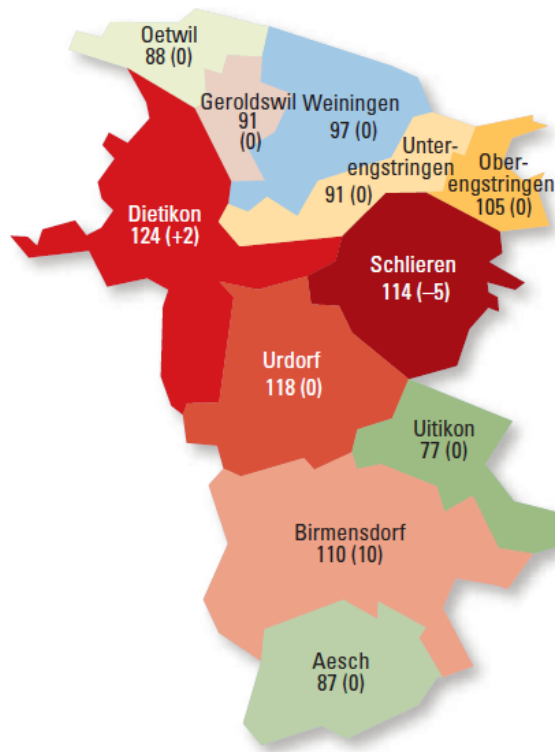 Oetwil
88 (0)
Geroldswil
91
(0)
Weiningen
97 (0)
Unter-
engstringen
91 (0)
Ober-
engstringen
105 (0)
Dietikon
124 (+2)
Schlieren
114 (–5)
Urdorf
118 (0)
Uitikon
77 (0)
Birmensdorf
110 (10)
Aesch
87 (0)